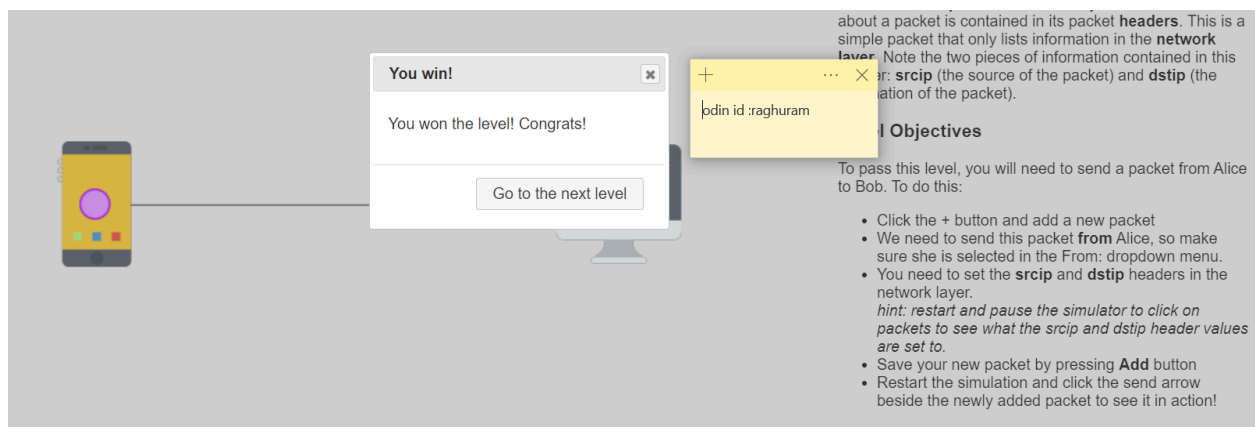 about a packet is contained in its packet headers. This is a
simple packet that only lists information in the network
layer. Note the two pieces of information contained in this
er: srcip (the source of the packet) and dstip (the
ation of the packet).
You win!
You won the level! Congrats!
Go to the next level
odin id :raghuram
l Objectives
To pass this level, you will need to send a packet from Alice
to Bob. To do this:
• Click the + button and add a new packet
• We need to send this packet from Alice, so make
sure she is selected in the From: dropdown menu.
• You need to set the srcip and dstip headers in the
network layer.
hint: restart and pause the simulator to click on
packets to see what the srcip and dstip header values
are set to.
• Save your new packet by pressing Add button
• Restart the simulation and click the send arrow
beside the newly added packet to see it in action!